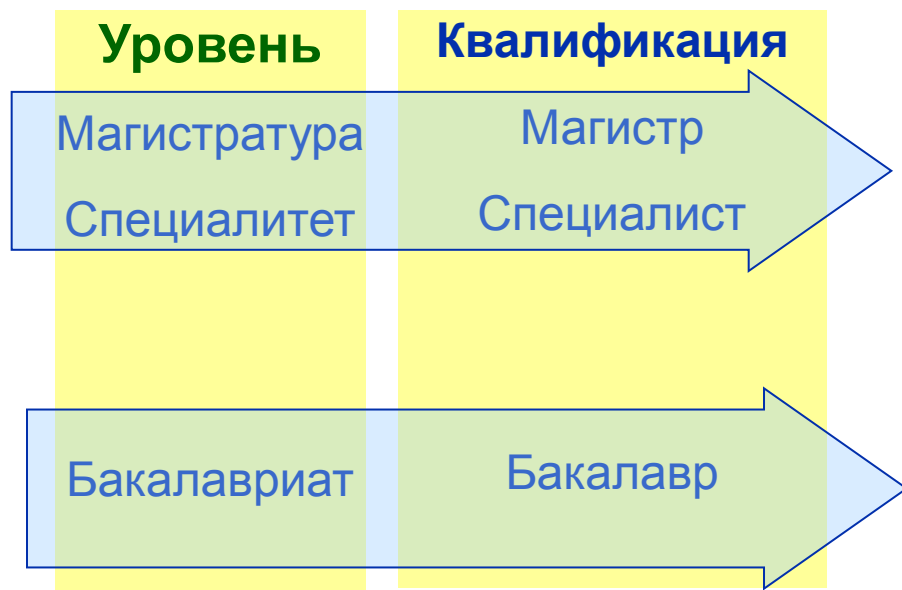 Уровень Квалификация
Магистратура Магистр
Специалитет Специалист
Бакалавриат Бакалавр